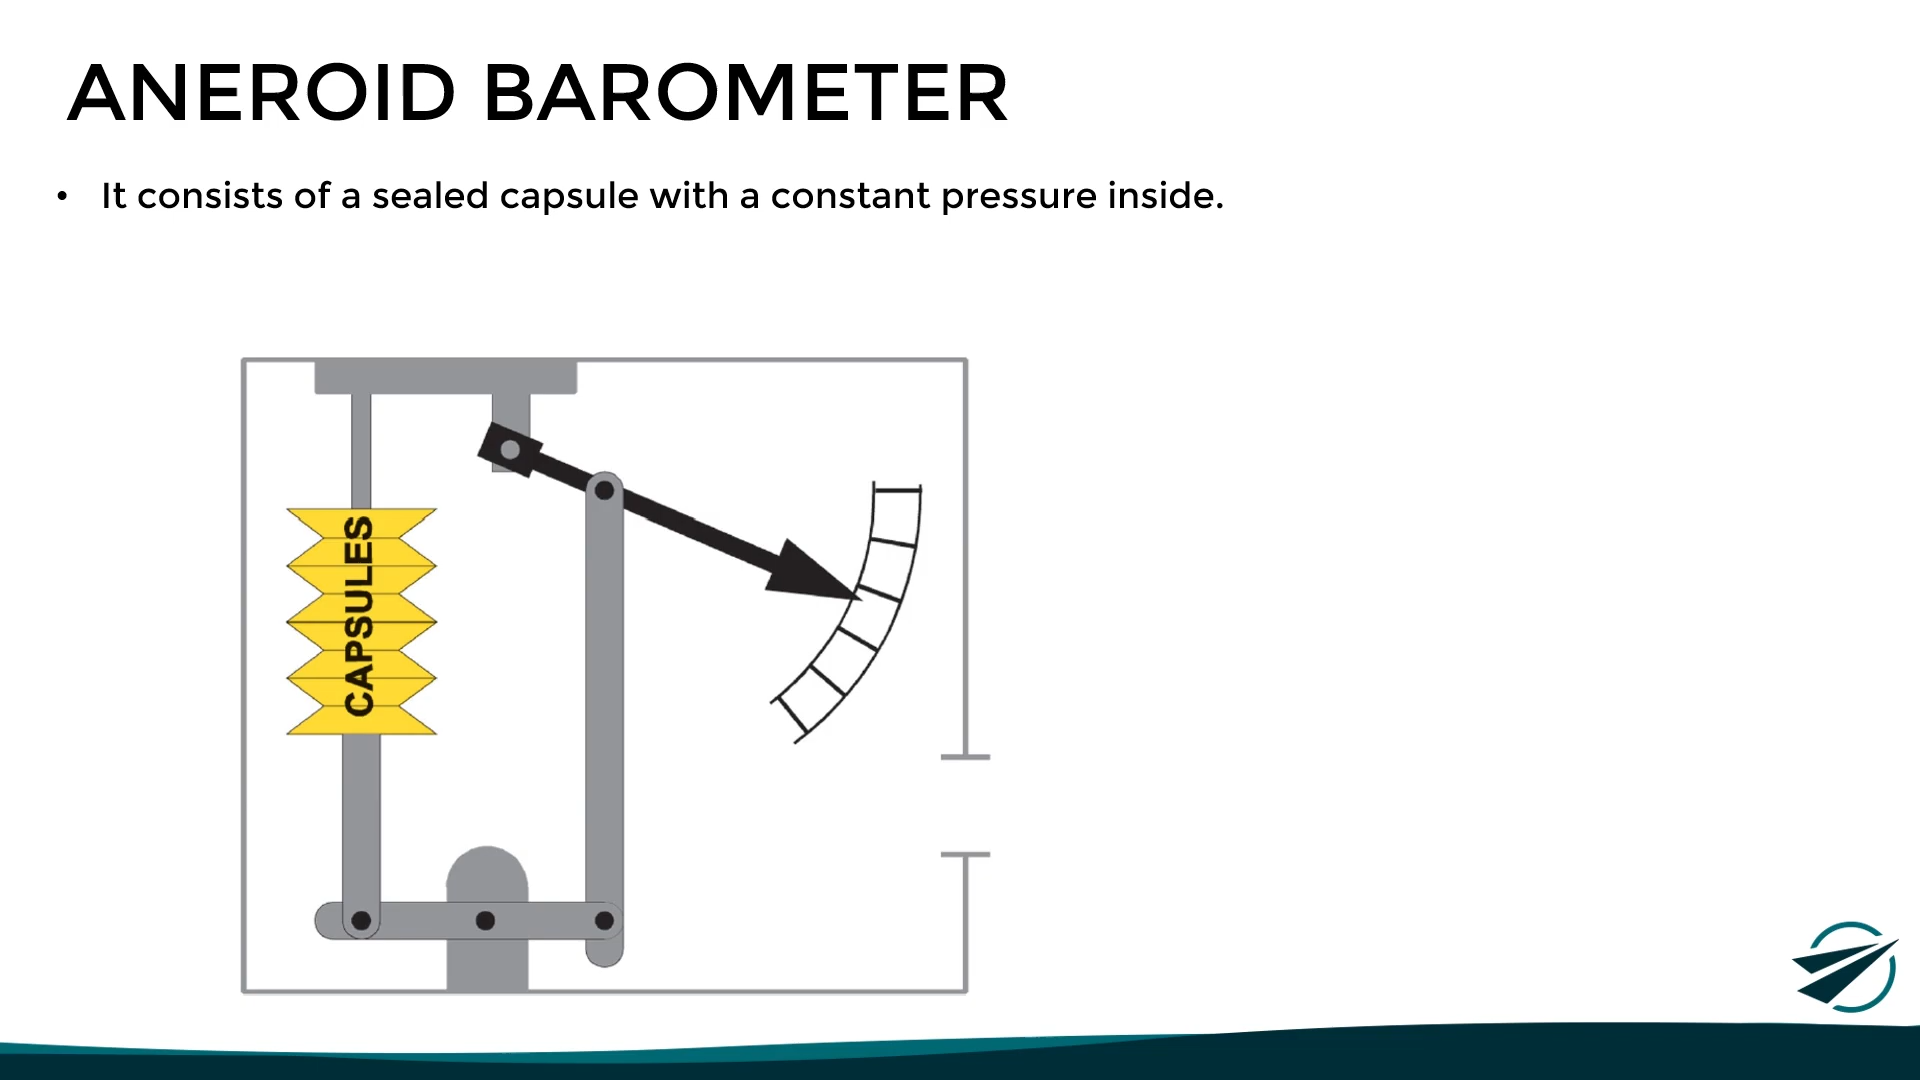 ANEROID BAROMETER
• It consists of a sealed capsule with a constant pressure inside.
CAPSULES